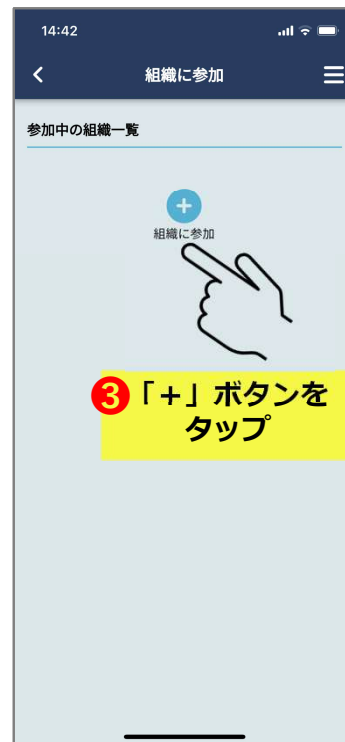 14:42
組織に参加
参加中の組織一覧
+
組織に参加
❸「+」ボタンを
タップ